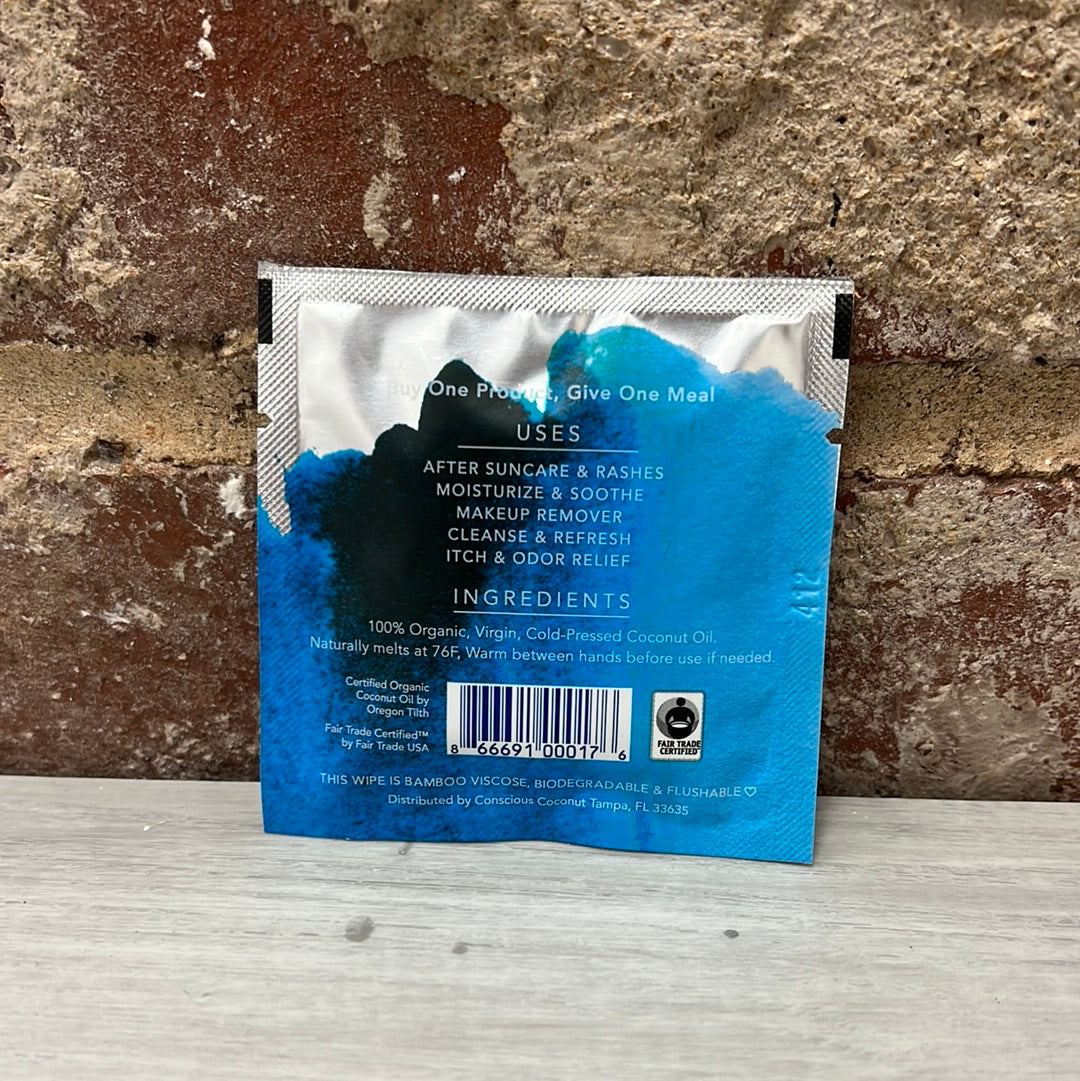 Buy One Product, Give One Meal
USES
AFTER SUNCARE & RASHES
MOISTURIZE & SOOTHE
MAKEUP REMOVER
CLEANSE & REFRESH
ITCH & ODOR RELIEF
INGREDIENTS
100% Organic, Virgin, Cold-Pressed Coconut Oil.
Naturally melts at 76F, Warm between hands before use if needed.
Certified Organic
Coconut Oil by
Oregon Tilth
Fair Trade Certified™
by Fair Trade USA
8 66691 00017 6
FAIR TRADE
CERTIFIED
THIS WIPE IS BAMBOO VISCOSE, BIODEGRADABLE & FLUSHABLE♡
Distributed by Conscious Coconut Tampa, FL 33635